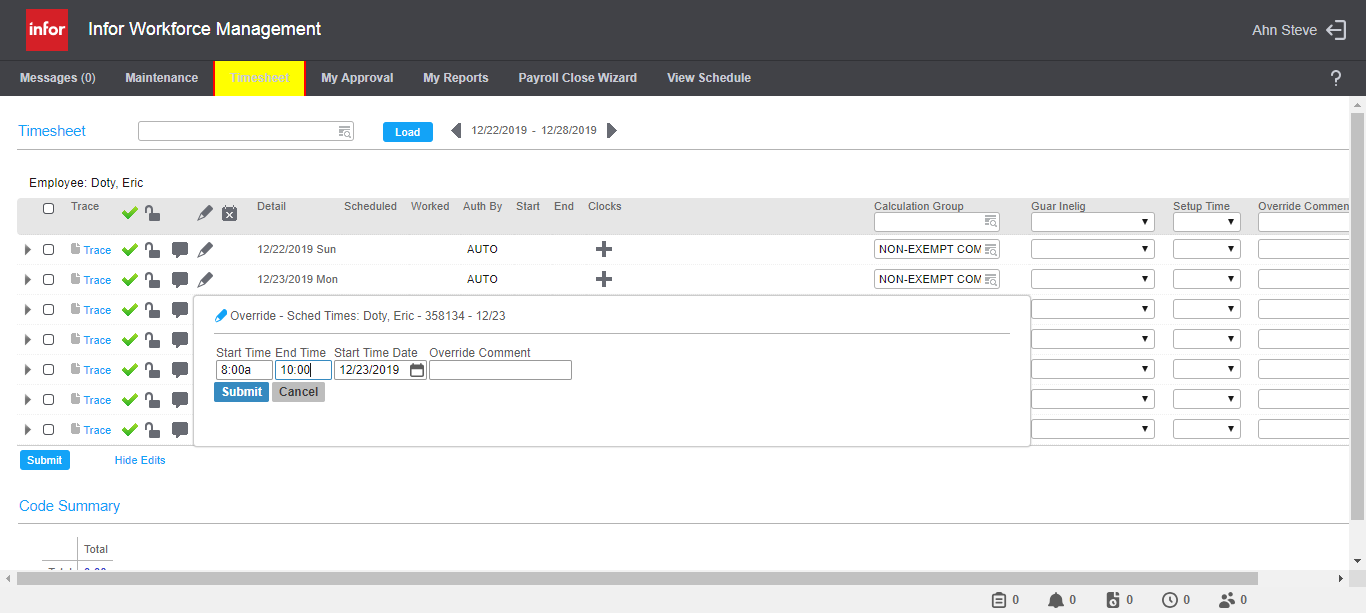 infor Infor Workforce Management Ahn Steve
Messages (0) Maintenance Timesheet My Approval My Reports Payroll Close Wizard View Schedule ?
Timesheet Load 12/22/2019 - 12/28/2019
Employee: Doty, Eric
Trace Detail Scheduled Worked Auth By Start End Clocks Calculation Group Guar Inelig Setup Time Override Commen
Trace 12/22/2019 Sun AUTO NON-EXEMPT COM
Trace 12/23/2019 Mon AUTO NON-EXEMPT COM
Trace
Trace
Trace
Trace
Trace
Override - Sched Times: Doty, Eric - 358134 - 12/23
Start Time End Time Start Time Date Override Comment
8:00a 10:00 12/23/2019
Submit Cancel
Submit Hide Edits
Code Summary
Total
0 0 0 0 0